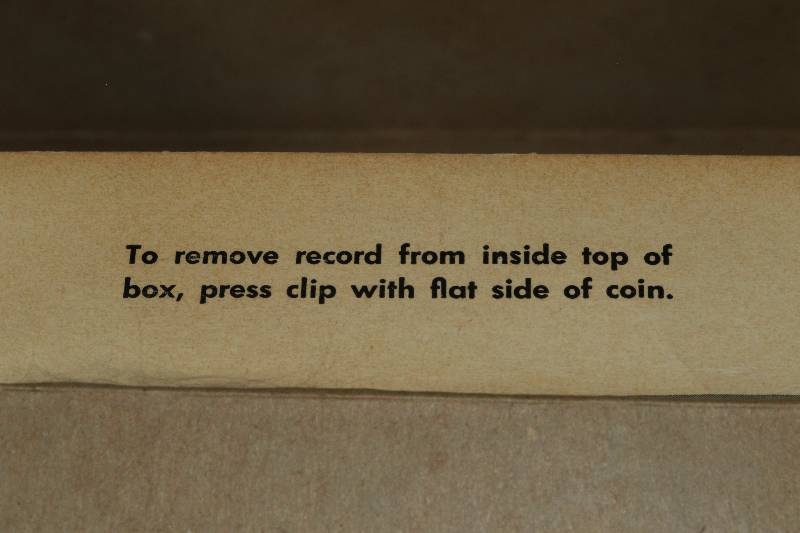 To remove record from inside top of
box, press clip with flat side of coin.